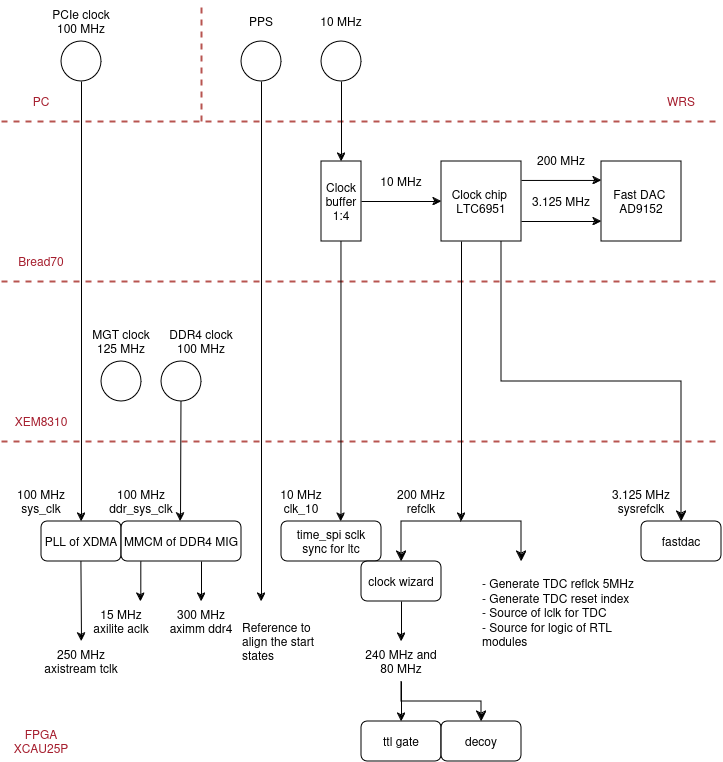 PCIe clock
100 MHz
PPS
10 MHz
PC
WRS
Clock
buffer
1:4
10 MHz
Clock chip
LTC6951
200 MHz
3.125 MHz
Fast DAC
AD9152
Bread70
MGT clock
125 MHz
DDR4 clock
100 MHz
XEM8310
100 MHz
sys_clk
100 MHz
ddr_sys_clk
10 MHz
clk_10
200 MHz
refclk
3.125 MHz
sysrefclk
PLL of XDMA
MMCM of DDR4 MIG
time_spi sclk
sync for ltc
fastdac
clock wizard
- Generate TDC reflck 5MHz
- Generate TDC reset index
- Source of lclk for TDC
- Source for logic of RTL
modules
15 MHz
axilite aclk
300 MHz
aximm ddr4
Reference to
align the start
states
250 MHz
axistream tclk
240 MHz and
80 MHz
FPGA
XCAU25P
ttl gate
decoy